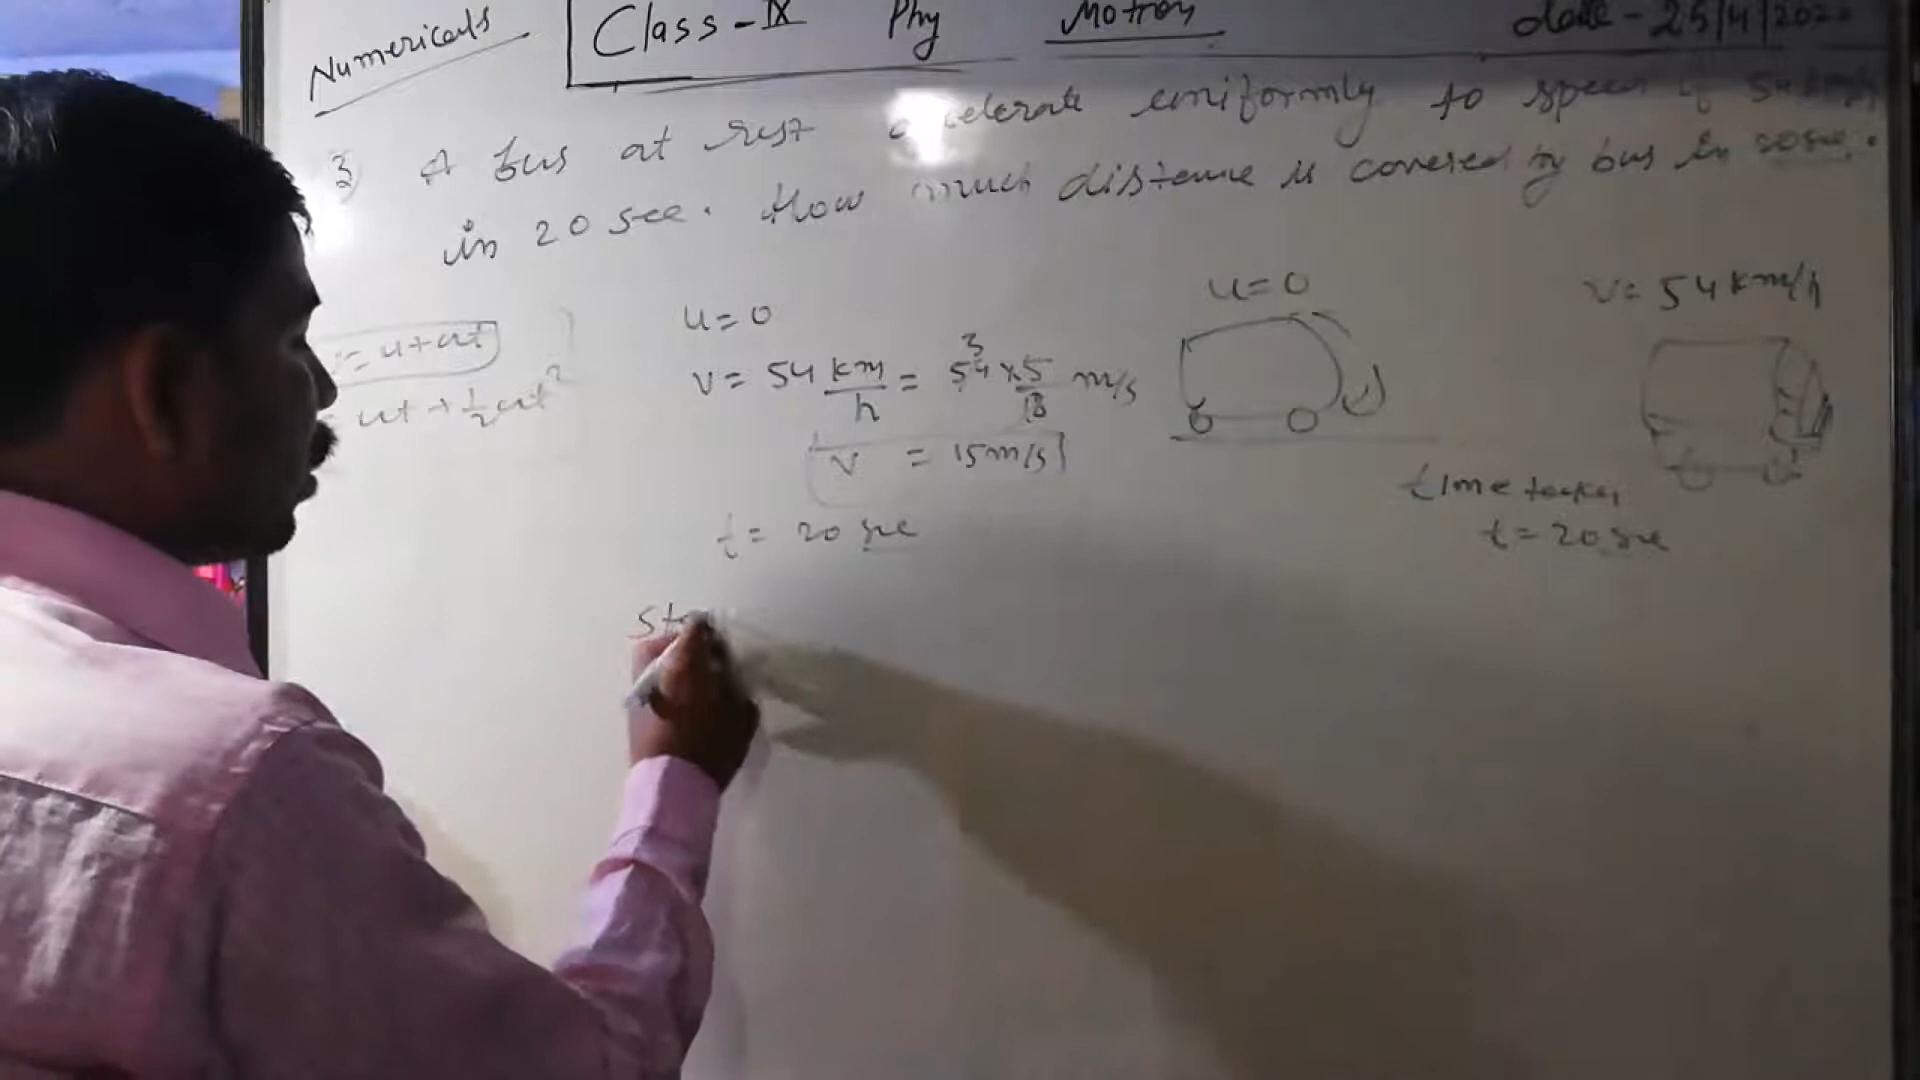 Numericals
Class-IX Phy Motion date-25/4/202
3) A bus at rest accelerate uniformly to speed of 54 km/h
in 20 sec. How much distance is covered by bus in 20 sec.
u=0
v=54 km/h
= u+at
= ut + 1/2 at²
u=0
v= 54 km/h = 54 3 × 5/18 m/s
v = 15m/s
t= 20 sec
time taken
t=20 sec